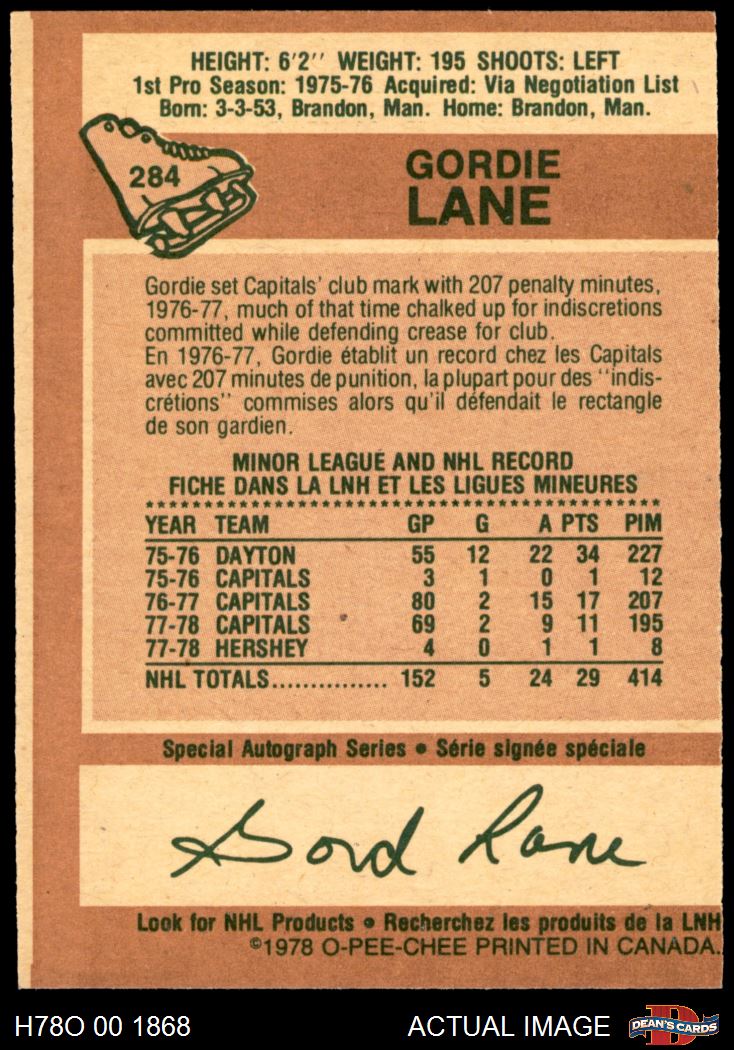 HEIGHT: 6'2'' WEIGHT: 195 SHOOTS: LEFT
1st Pro Season: 1975-76 Acquired: Via Negotiation List
Born: 3-3-53, Brandon, Man. Home: Brandon, Man.
284
GORDIE
LANE
Gordie set Capitals' club mark with 207 penalty minutes,
1976-77, much of that time chalked up for indiscretions
committed while defending crease for club.
En 1976-77, Gordie établit un record chez les Capitals
avec 207 minutes de punition, la plupart pour des ''indis-
crétions'' commises alors qu'il défendait le rectangle
de son gardien.
MINOR LEAGUE AND NHL RECORD
FICHE DANS LA LNH ET LES LIGUES MINEURES
YEAR TEAM GP G A PTS PIM
75-76 DAYTON 55 12 22 34 227
75-76 CAPITALS 3 1 0 1 12
76-77 CAPITALS 80 2 15 17 207
77-78 CAPITALS 69 2 9 11 195
77-78 HERSHEY 4 0 1 1 8
NHL TOTALS............... 152 5 24 29 414
Special Autograph Series • Série signée spéciale
Gord Lane
Look for NHL Products • Recherchez les produits de la LNH
©1978 O-PEE-CHEE PRINTED IN CANADA.
H78O 00 1868 ACTUAL IMAGE D DEAN'S CARDS